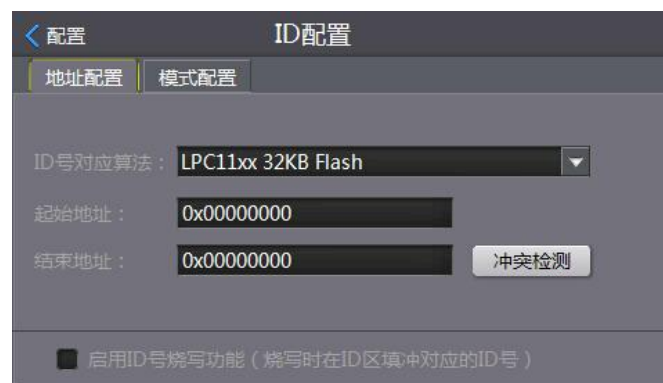 配置 ID配置
地址配置 模式配置
ID号对应算法： LPC11xx 32KB Flash
起始地址： 0x00000000
结束地址： 0x00000000 冲突检测
启用ID号烧写功能（烧写时在ID区填冲对应的ID号）